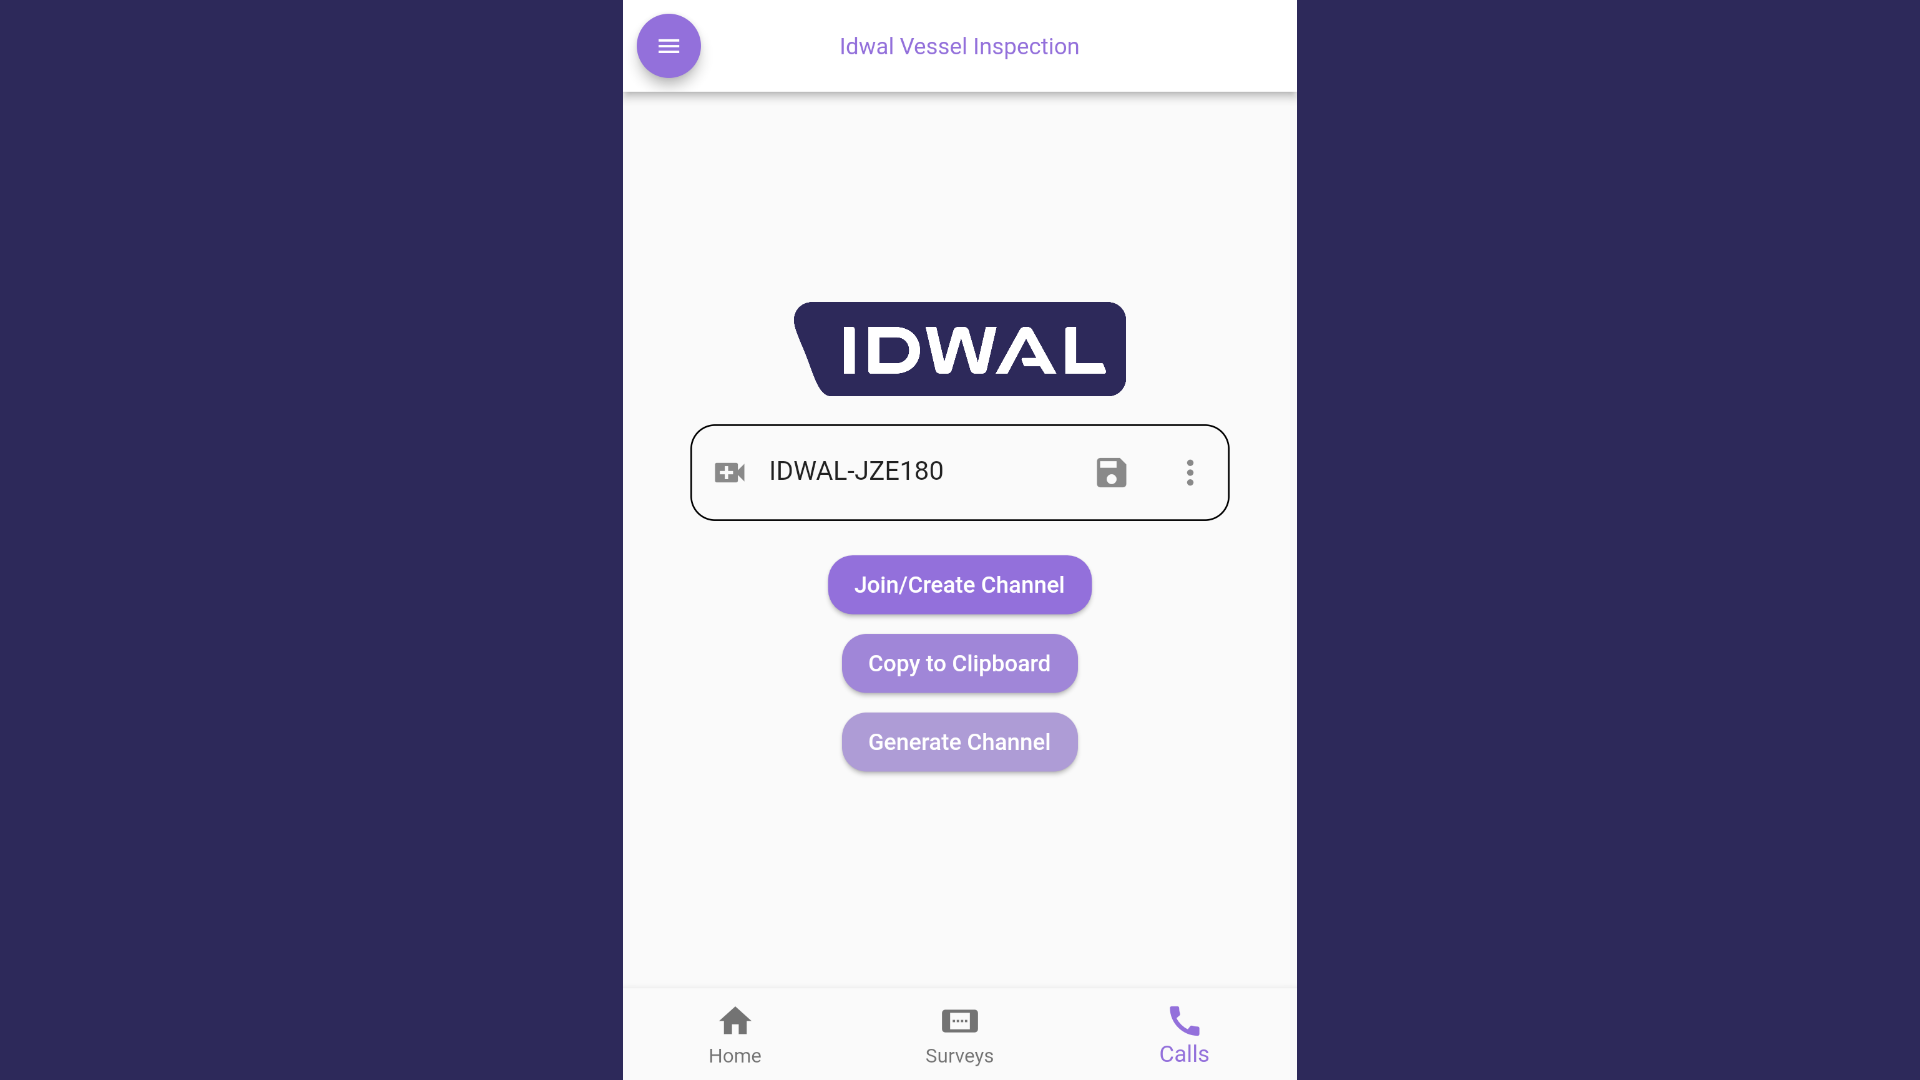 Idwal Vessel Inspection
IDWAL
IDWAL-JZE180
Join/Create Channel
Copy to Clipboard
Generate Channel
Home
Surveys
Calls